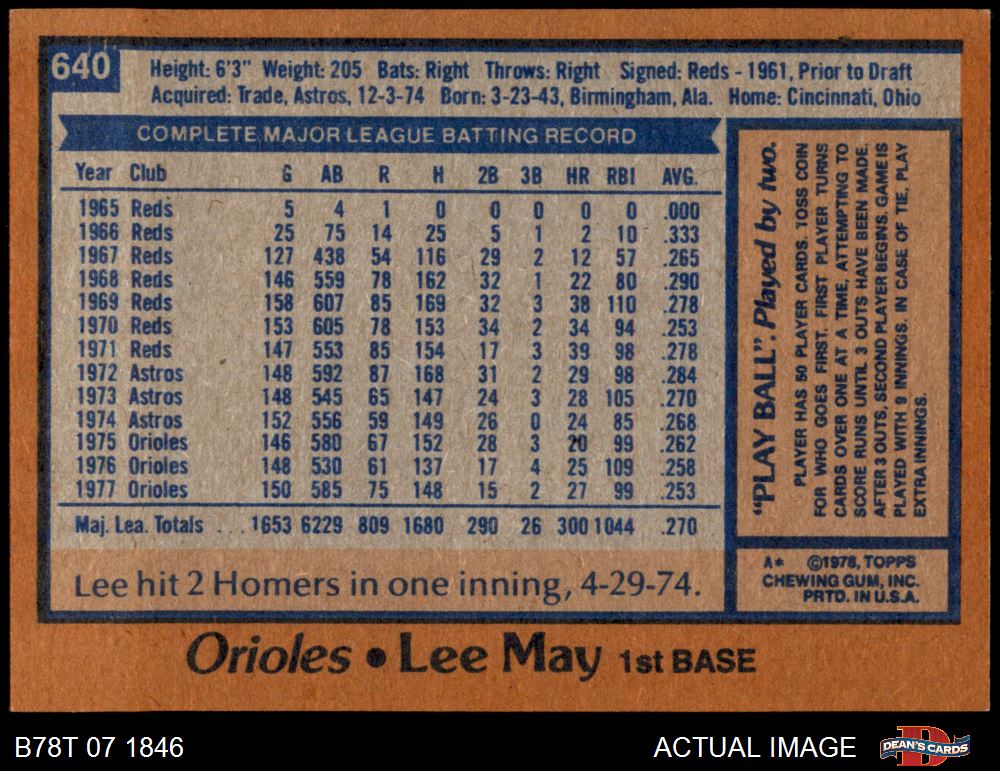 640
Height: 6'3" Weight: 205 Bats: Right Throws: Right Signed: Reds - 1961, Prior to Draft
Acquired: Trade, Astros, 12-3-74 Born: 3-23-43, Birmingham, Ala. Home: Cincinnati, Ohio
COMPLETE MAJOR LEAGUE BATTING RECORD
Year Club G AB R H 2B 3B HR RBI AVG.
1965 Reds 5 4 1 0 0 0 0 0 .000
1966 Reds 25 75 14 25 5 1 2 10 .333
1967 Reds 127 438 54 116 29 2 12 57 .265
1968 Reds 146 559 78 162 32 1 22 80 .290
1969 Reds 158 607 85 169 32 3 38 110 .278
1970 Reds 153 605 78 153 34 2 34 94 .253
1971 Reds 147 553 85 154 17 3 39 98 .278
1972 Astros 148 592 87 168 31 2 29 98 .284
1973 Astros 148 545 65 147 24 3 28 105 .270
1974 Astros 152 556 59 149 26 0 24 85 .268
1975 Orioles 146 580 67 152 28 3 20 99 .262
1976 Orioles 148 530 61 137 17 4 25 109 .258
1977 Orioles 150 585 75 148 15 2 27 99 .253
Maj. Lea. Totals ... 1653 6229 809 1680 290 26 300 1044 .270
Lee hit 2 Homers in one inning, 4-29-74.
"PLAY BALL". Played by two.
PLAYER HAS 50 PLAYER CARDS. TOSS COIN
FOR WHO GOES FIRST. FIRST PLAYER TURNS
CARDS OVER ONE AT A TIME, ATTEMPTING TO
SCORE RUNS UNTIL 3 OUTS HAVE BEEN MADE.
AFTER 3 OUTS, SECOND PLAYER BEGINS. GAME IS
PLAYED WITH 9 INNINGS. IN CASE OF TIE, PLAY
EXTRA INNINGS.
A* ©1978, TOPPS
CHEWING GUM, INC.
PRTD. IN U.S.A.
Orioles • Lee May 1st BASE
B78T 07 1846
ACTUAL IMAGE
DEAN'S CARDS